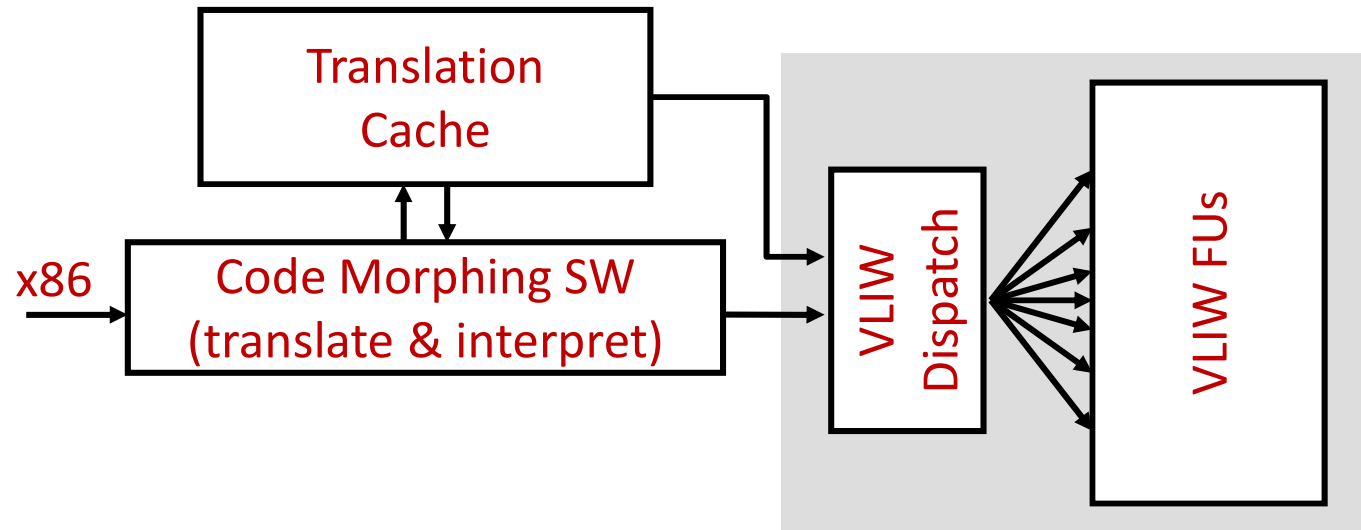 Translation
Cache
x86
Code Morphing SW
(translate & interpret)
VLIW
Dispatch
VLIW FUs